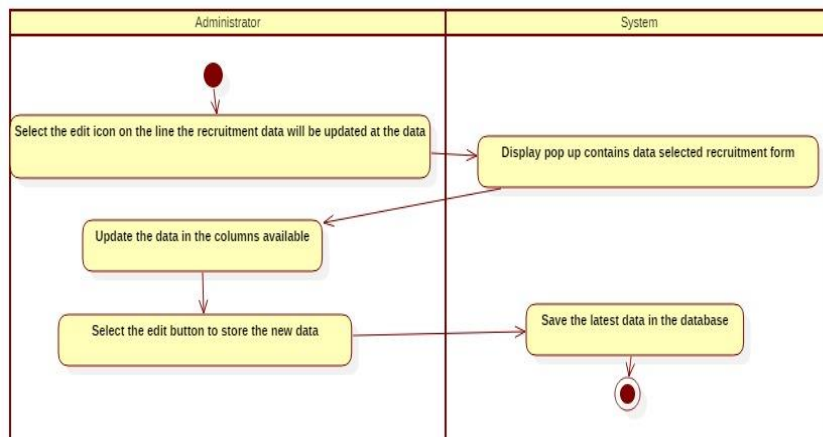 Administrator
System
Select the edit icon on the line the recruitment data will be updated at the data
Display pop up contains data selected recruitment form
Update the data in the columns available
Select the edit button to store the new data
Save the latest data in the database